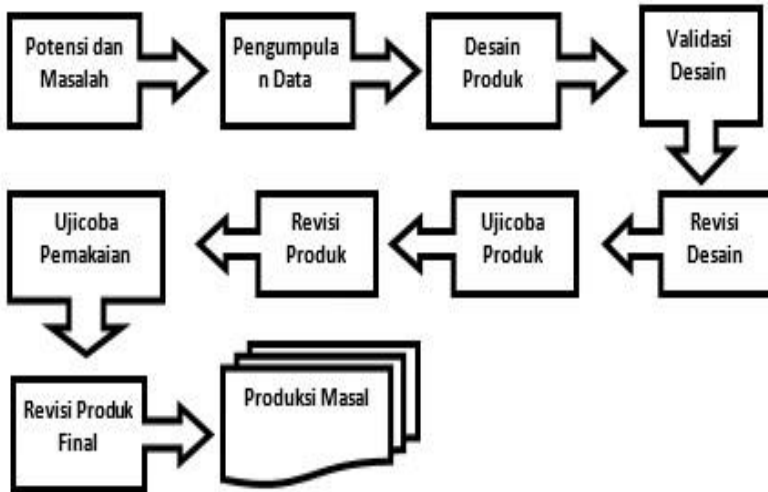 Potensi dan
Masalah
Pengumpula
n Data
Desain
Produk
Validasi
Desain
Revisi
Desain
Ujicoba
Produk
Revisi
Produk
Ujicoba
Pemakaian
Revisi Produk
Final
Produksi Masal